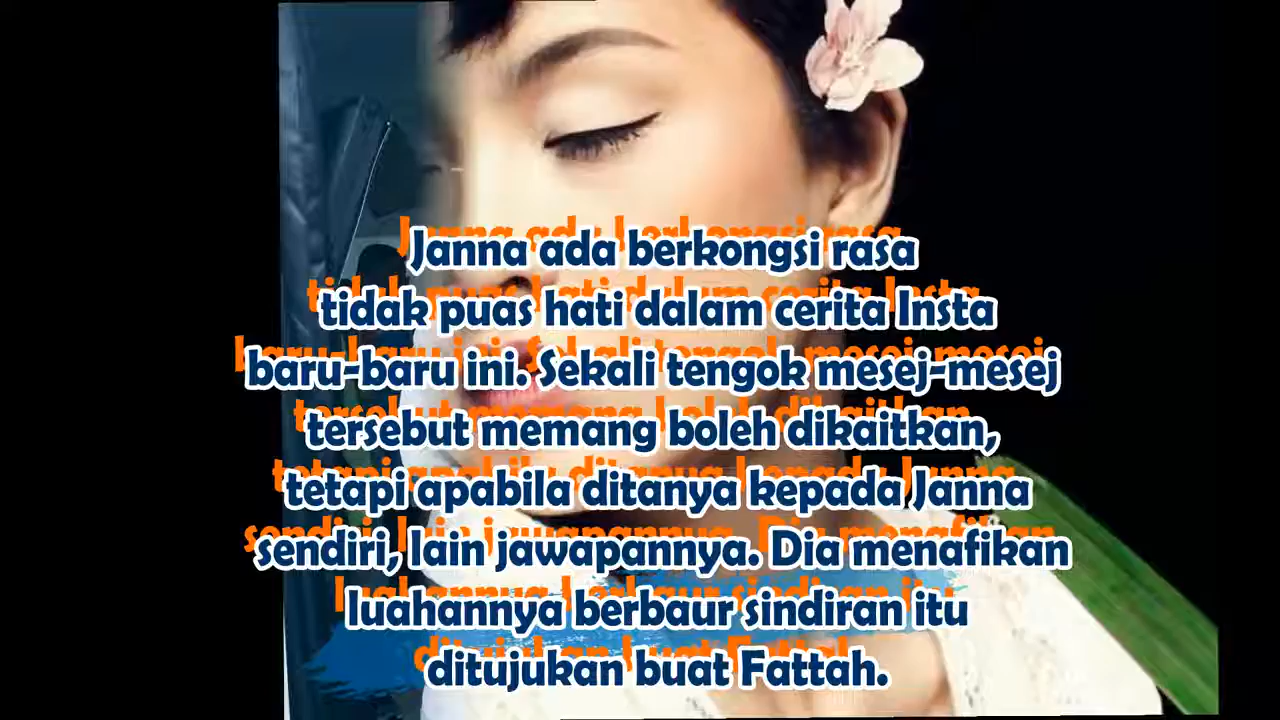 Janna ada berkongsi rasa
tidak puas hati dalam cerita Insta
baru-baru ini. Sekali tengok mesej-mesej
tersebut memang boleh dikaitkan,
tetapi apabila ditanya kepada Janna
sendiri, lain jawapannya. Dia menafikan
luahannya berbaur sindiran itu
ditujukan buat Fattah.